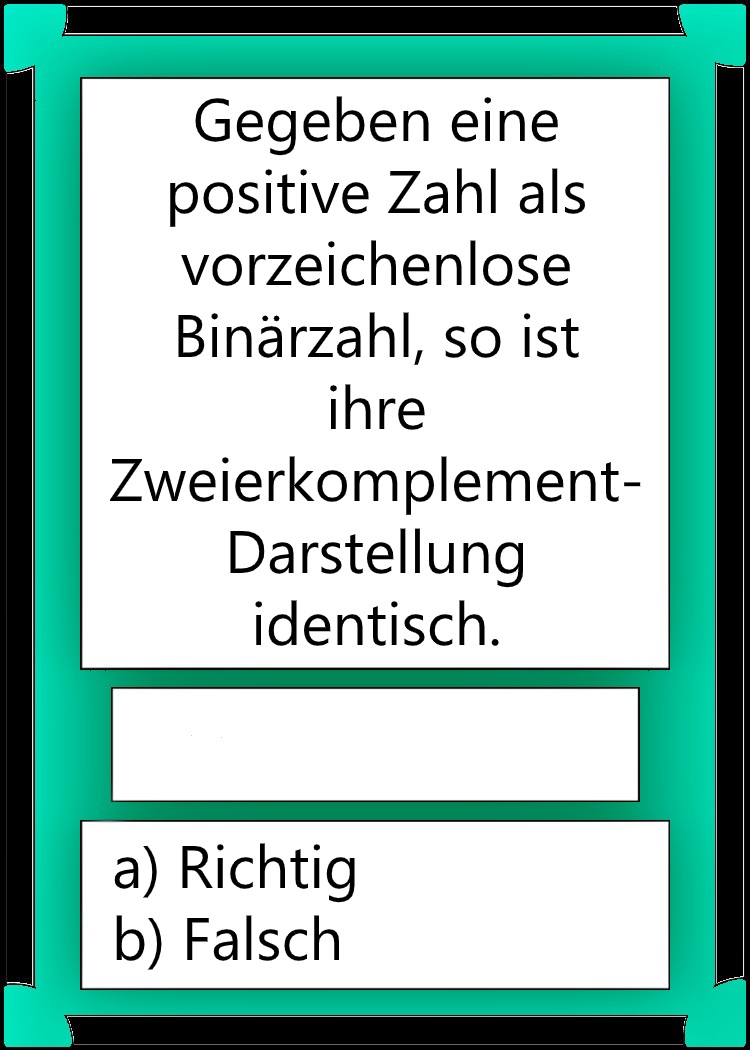 Gegeben eine
positive Zahl als
vorzeichenlose
Binärzahl, so ist
ihre
Zweierkomplement-
Darstellung
identisch.
a) Richtig
b) Falsch